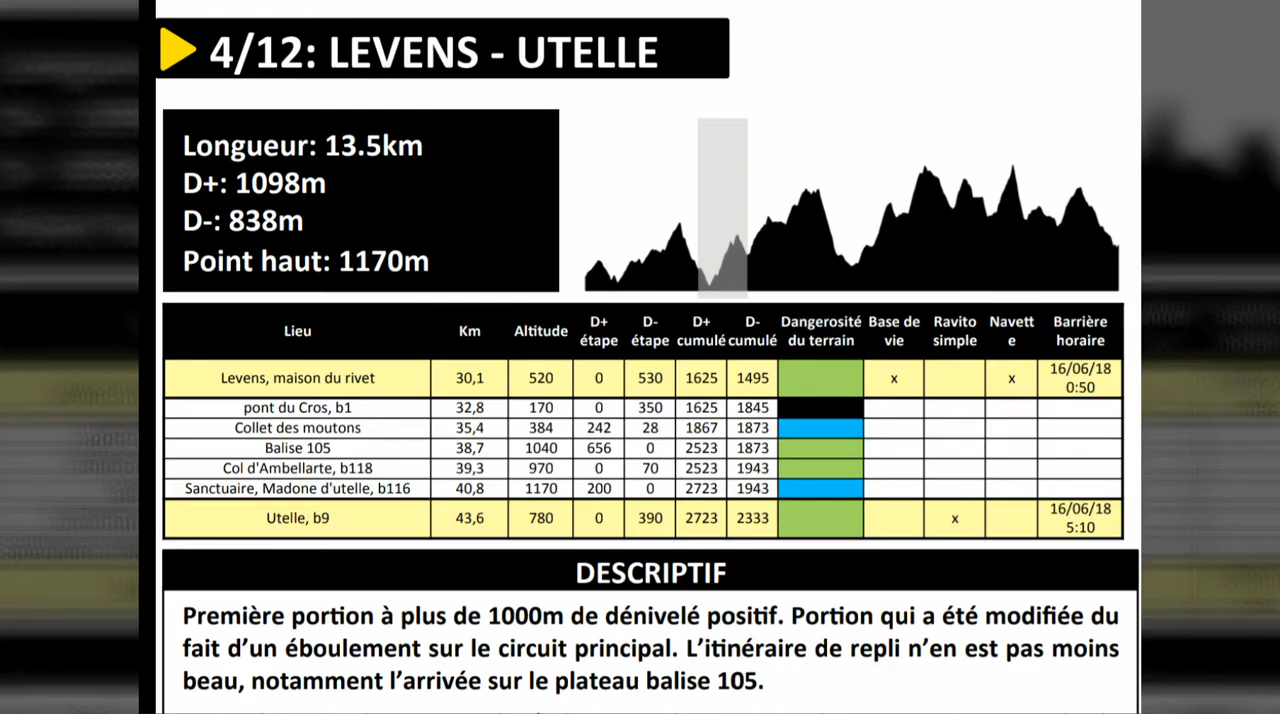 4/12: LEVENS - UTELLE
Longueur: 13.5km
D+: 1098m
D-: 838m
Point haut: 1170m
Lieu Km Altitude D+ étape D- étape D+ cumulé D- cumulé Dangerosité du terrain Base de vie Ravito simple Navett e Barrière horaire
Levens, maison du rivet 30,1 520 0 530 1625 1495 x x 16/06/18 0:50
pont du Cros, b1 32,8 170 0 350 1625 1845
Collet des moutons 35,4 384 242 28 1867 1873
Balise 105 38,7 1040 656 0 2523 1873
Col d'Ambellarte, b118 39,3 970 0 70 2523 1943
Sanctuaire, Madone d'utelle, b116 40,8 1170 200 0 2723 1943
Utelle, b9 43,6 780 0 390 2723 2333 x 16/06/18 5:10
DESCRIPTIF
Première portion à plus de 1000m de dénivelé positif. Portion qui a été modifiée du
fait d'un éboulement sur le circuit principal. L'itinéraire de repli n'en est pas moins
beau, notamment l'arrivée sur le plateau balise 105.